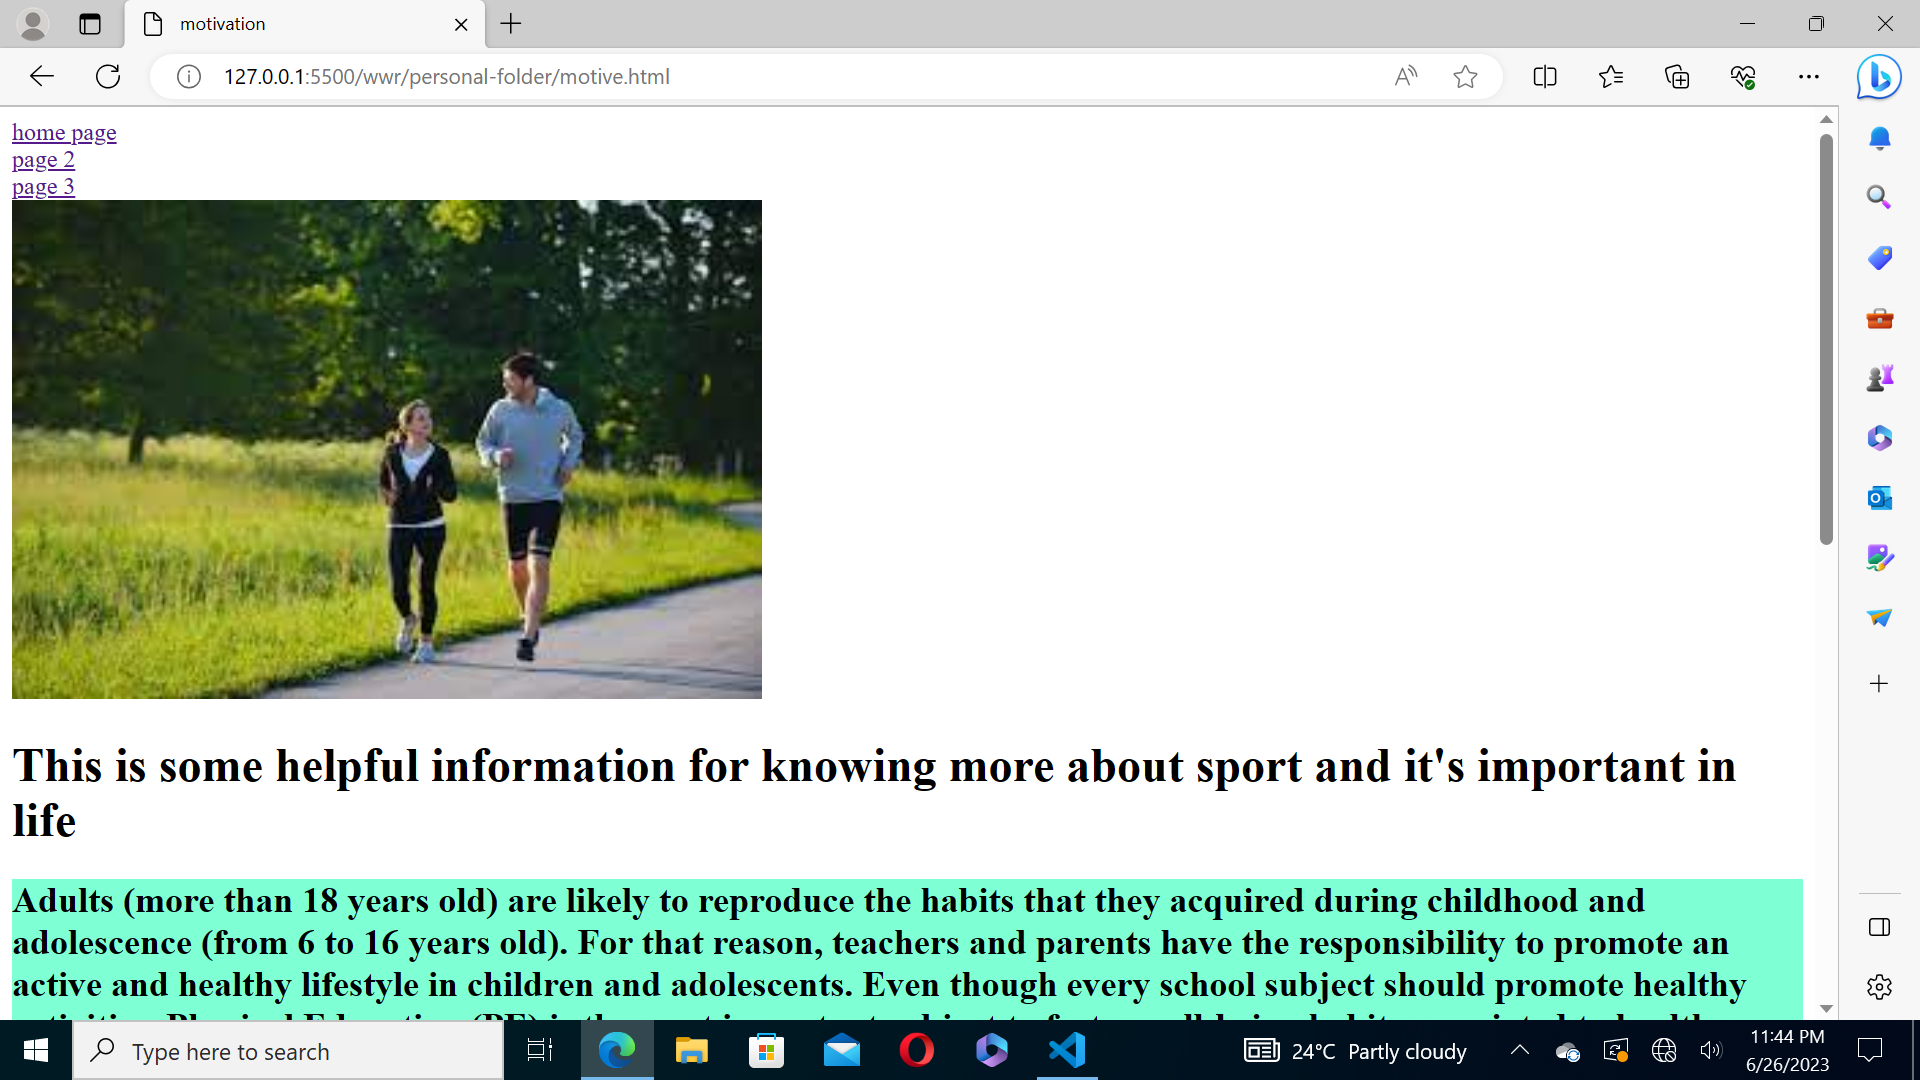 motivation
127.0.0.1:5500/wwr/personal-folder/motive.html
home page
page 2
page 3
This is some helpful information for knowing more about sport and it's important in
life
Adults (more than 18 years old) are likely to reproduce the habits that they acquired during childhood and
adolescence (from 6 to 16 years old). For that reason, teachers and parents have the responsibility to promote an
active and healthy lifestyle in children and adolescents. Even though every school subject should promote healthy
Type here to search
24°C Partly cloudy
11:44 PM
6/26/2023